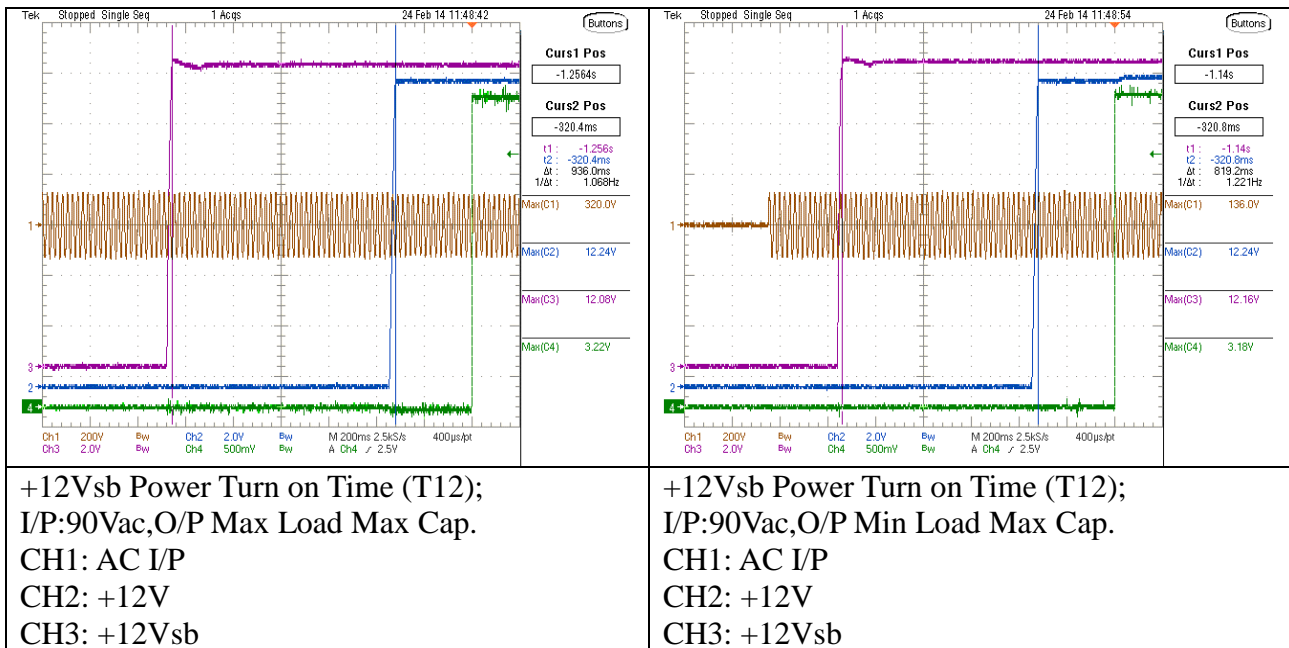 Tek Stopped Single Seq 1 Acqs 24 Feb 14 11:48:42
Buttons
Curs1 Pos
-1.2564s
Curs2 Pos
-320.4ms
t1 : -1.256s
t2 : -320.4ms
Δt : 936.0ms
1/Δt : 1.068Hz
Max(C1) 320.0V
Max(C2) 12.24V
Max(C3) 12.08V
Max(C4) 3.22V
1
3
2
4
Ch1 200V Bw Ch2 2.0V Bw M 200ms 2.5kS/s 400µs/pt
Ch3 2.0V Bw Ch4 500mV Bw A Ch4 ∕ 2.5V
+12Vsb Power Turn on Time (T12);
I/P:90Vac,O/P Max Load Max Cap.
CH1: AC I/P
CH2: +12V
CH3: +12Vsb
Tek Stopped Single Seq 1 Acqs 24 Feb 14 11:48:54
Buttons
Curs1 Pos
-1.14s
Curs2 Pos
-320.8ms
t1 : -1.14s
t2 : -320.8ms
Δt : 819.2ms
1/Δt : 1.221Hz
Max(C1) 136.0V
Max(C2) 12.24V
Max(C3) 12.16V
Max(C4) 3.18V
1
3
2
4
Ch1 200V Bw Ch2 2.0V Bw M 200ms 2.5kS/s 400µs/pt
Ch3 2.0V Bw Ch4 500mV Bw A Ch4 ∕ 2.5V
+12Vsb Power Turn on Time (T12);
I/P:90Vac,O/P Min Load Max Cap.
CH1: AC I/P
CH2: +12V
CH3: +12Vsb